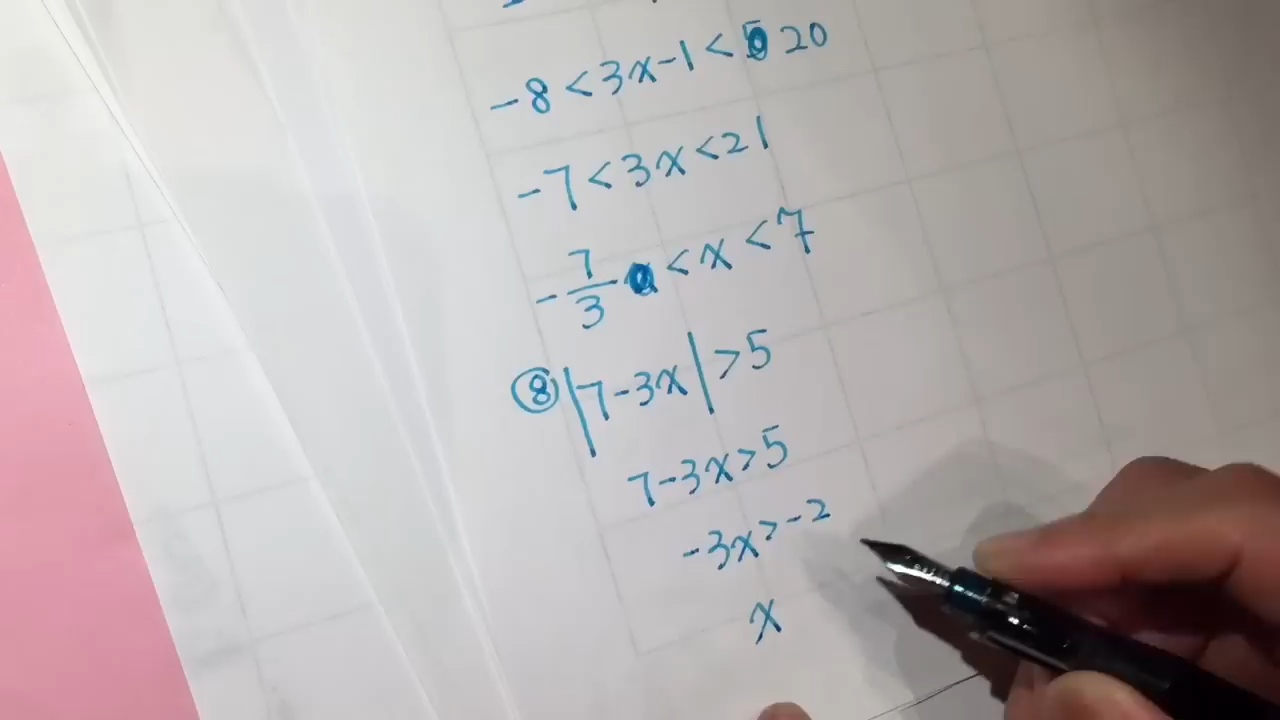 -8 < 3x-1 < 20
-7 < 3x < 21
-7/3 < x < 7
⑧ |7-3x| > 5
7-3x > 5
-3x > -2
x